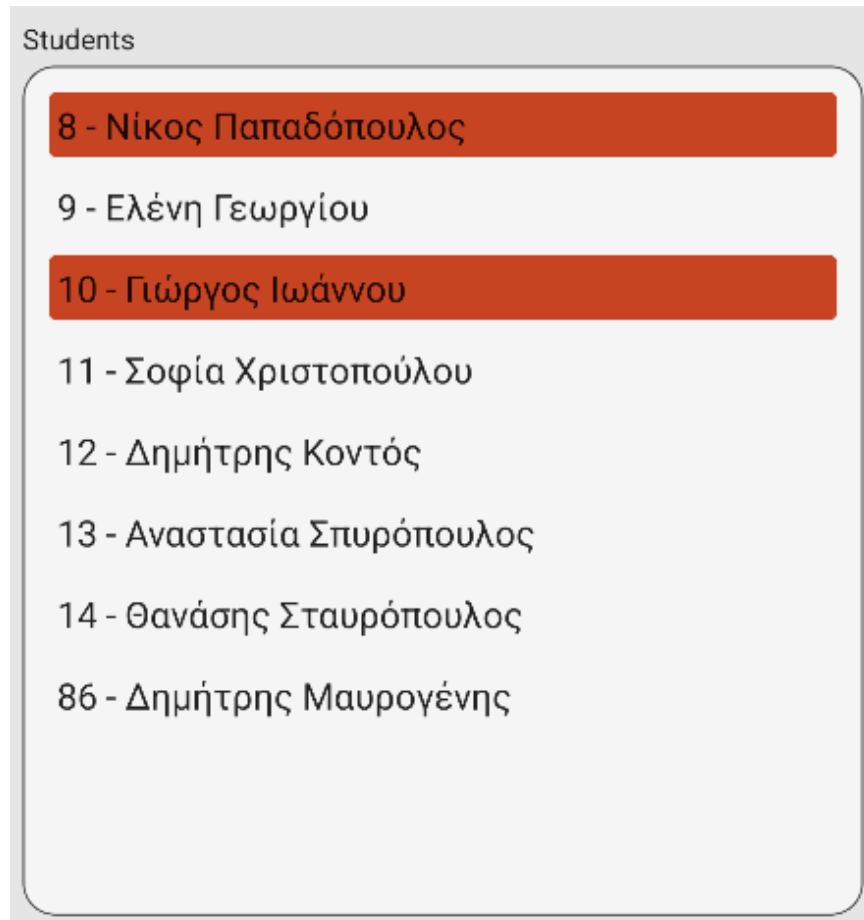 Students
8 - Νίκος Παπαδόπουλος
9 - Ελένη Γεωργίου
10 - Γιώργος Ιωάννου
11 - Σοφία Χριστοπούλου
12 - Δημήτρης Κοντός
13 - Αναστασία Σπυρόπουλος
14 - Θανάσης Σταυρόπουλος
86 - Δημήτρης Μαυρογένης